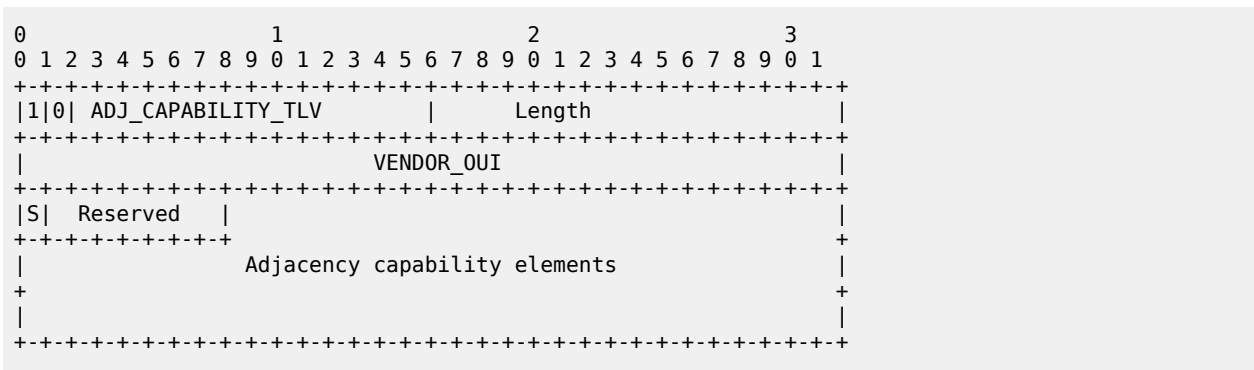 0                   1                   2                   3
0 1 2 3 4 5 6 7 8 9 0 1 2 3 4 5 6 7 8 9 0 1 2 3 4 5 6 7 8 9 0 1
+-+-+-+-+-+-+-+-+-+-+-+-+-+-+-+-+-+-+-+-+-+-+-+-+-+-+-+-+-+-+-+-+
|1|0| ADJ_CAPABILITY_TLV        |      Length                   |
+-+-+-+-+-+-+-+-+-+-+-+-+-+-+-+-+-+-+-+-+-+-+-+-+-+-+-+-+-+-+-+-+
|                           VENDOR_OUI                          |
+-+-+-+-+-+-+-+-+-+-+-+-+-+-+-+-+-+-+-+-+-+-+-+-+-+-+-+-+-+-+-+-+
|S|  Reserved   |                                               |
+-+-+-+-+-+-+-+-+                                               +
|                 Adjacency capability elements                 |
+                                                               +
|                                                               |
+-+-+-+-+-+-+-+-+-+-+-+-+-+-+-+-+-+-+-+-+-+-+-+-+-+-+-+-+-+-+-+-+